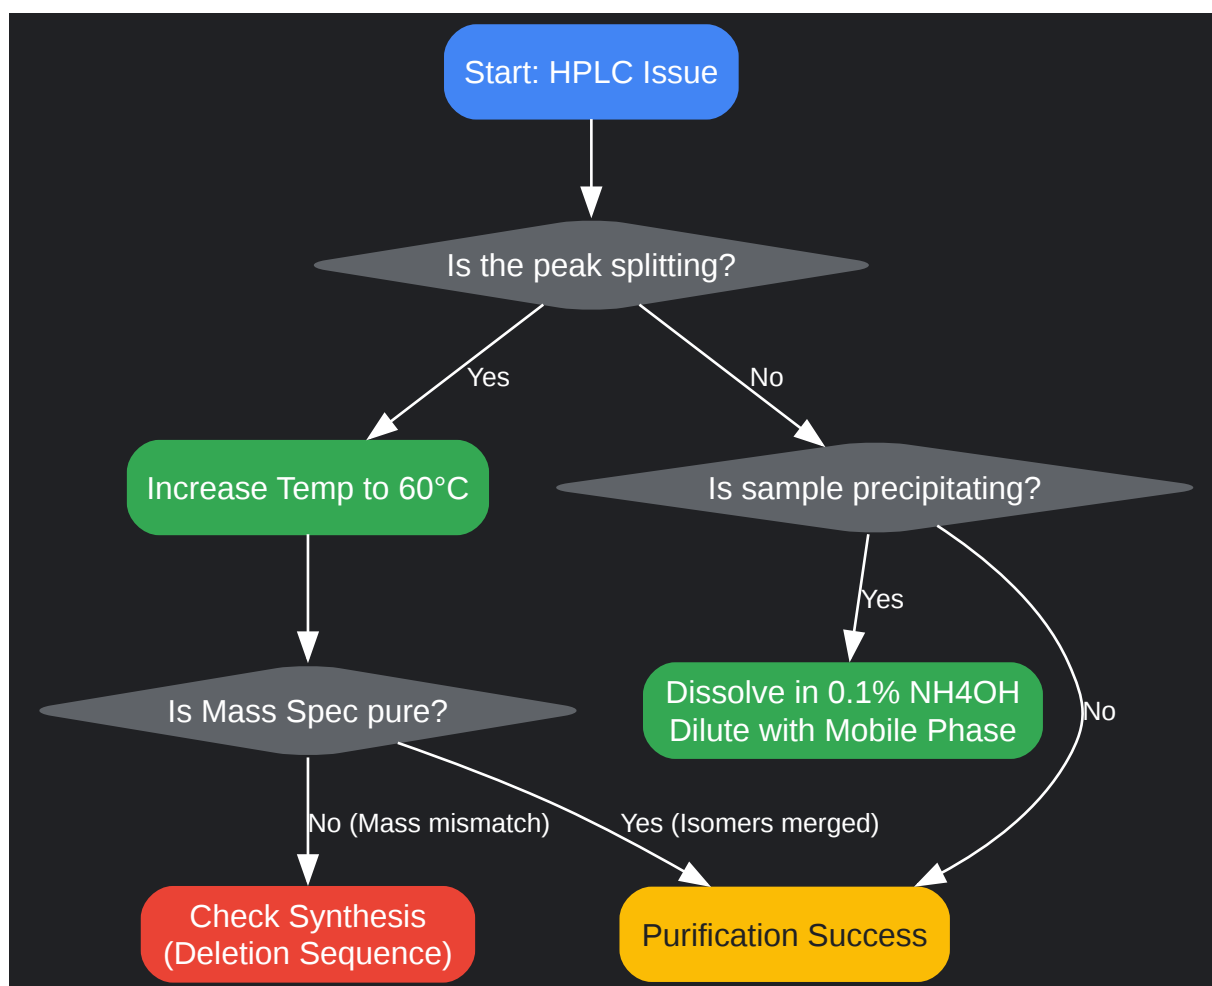 Start: HPLC Issue
Is the peak splitting?
Yes
No
Increase Temp to 60°C
Is sample precipitating?
Yes
Dissolve in 0.1% NH4OH
Dilute with Mobile Phase
Is Mass Spec pure?
No
No (Mass mismatch)
Yes (Isomers merged)
Check Synthesis
(Deletion Sequence)
Purification Success